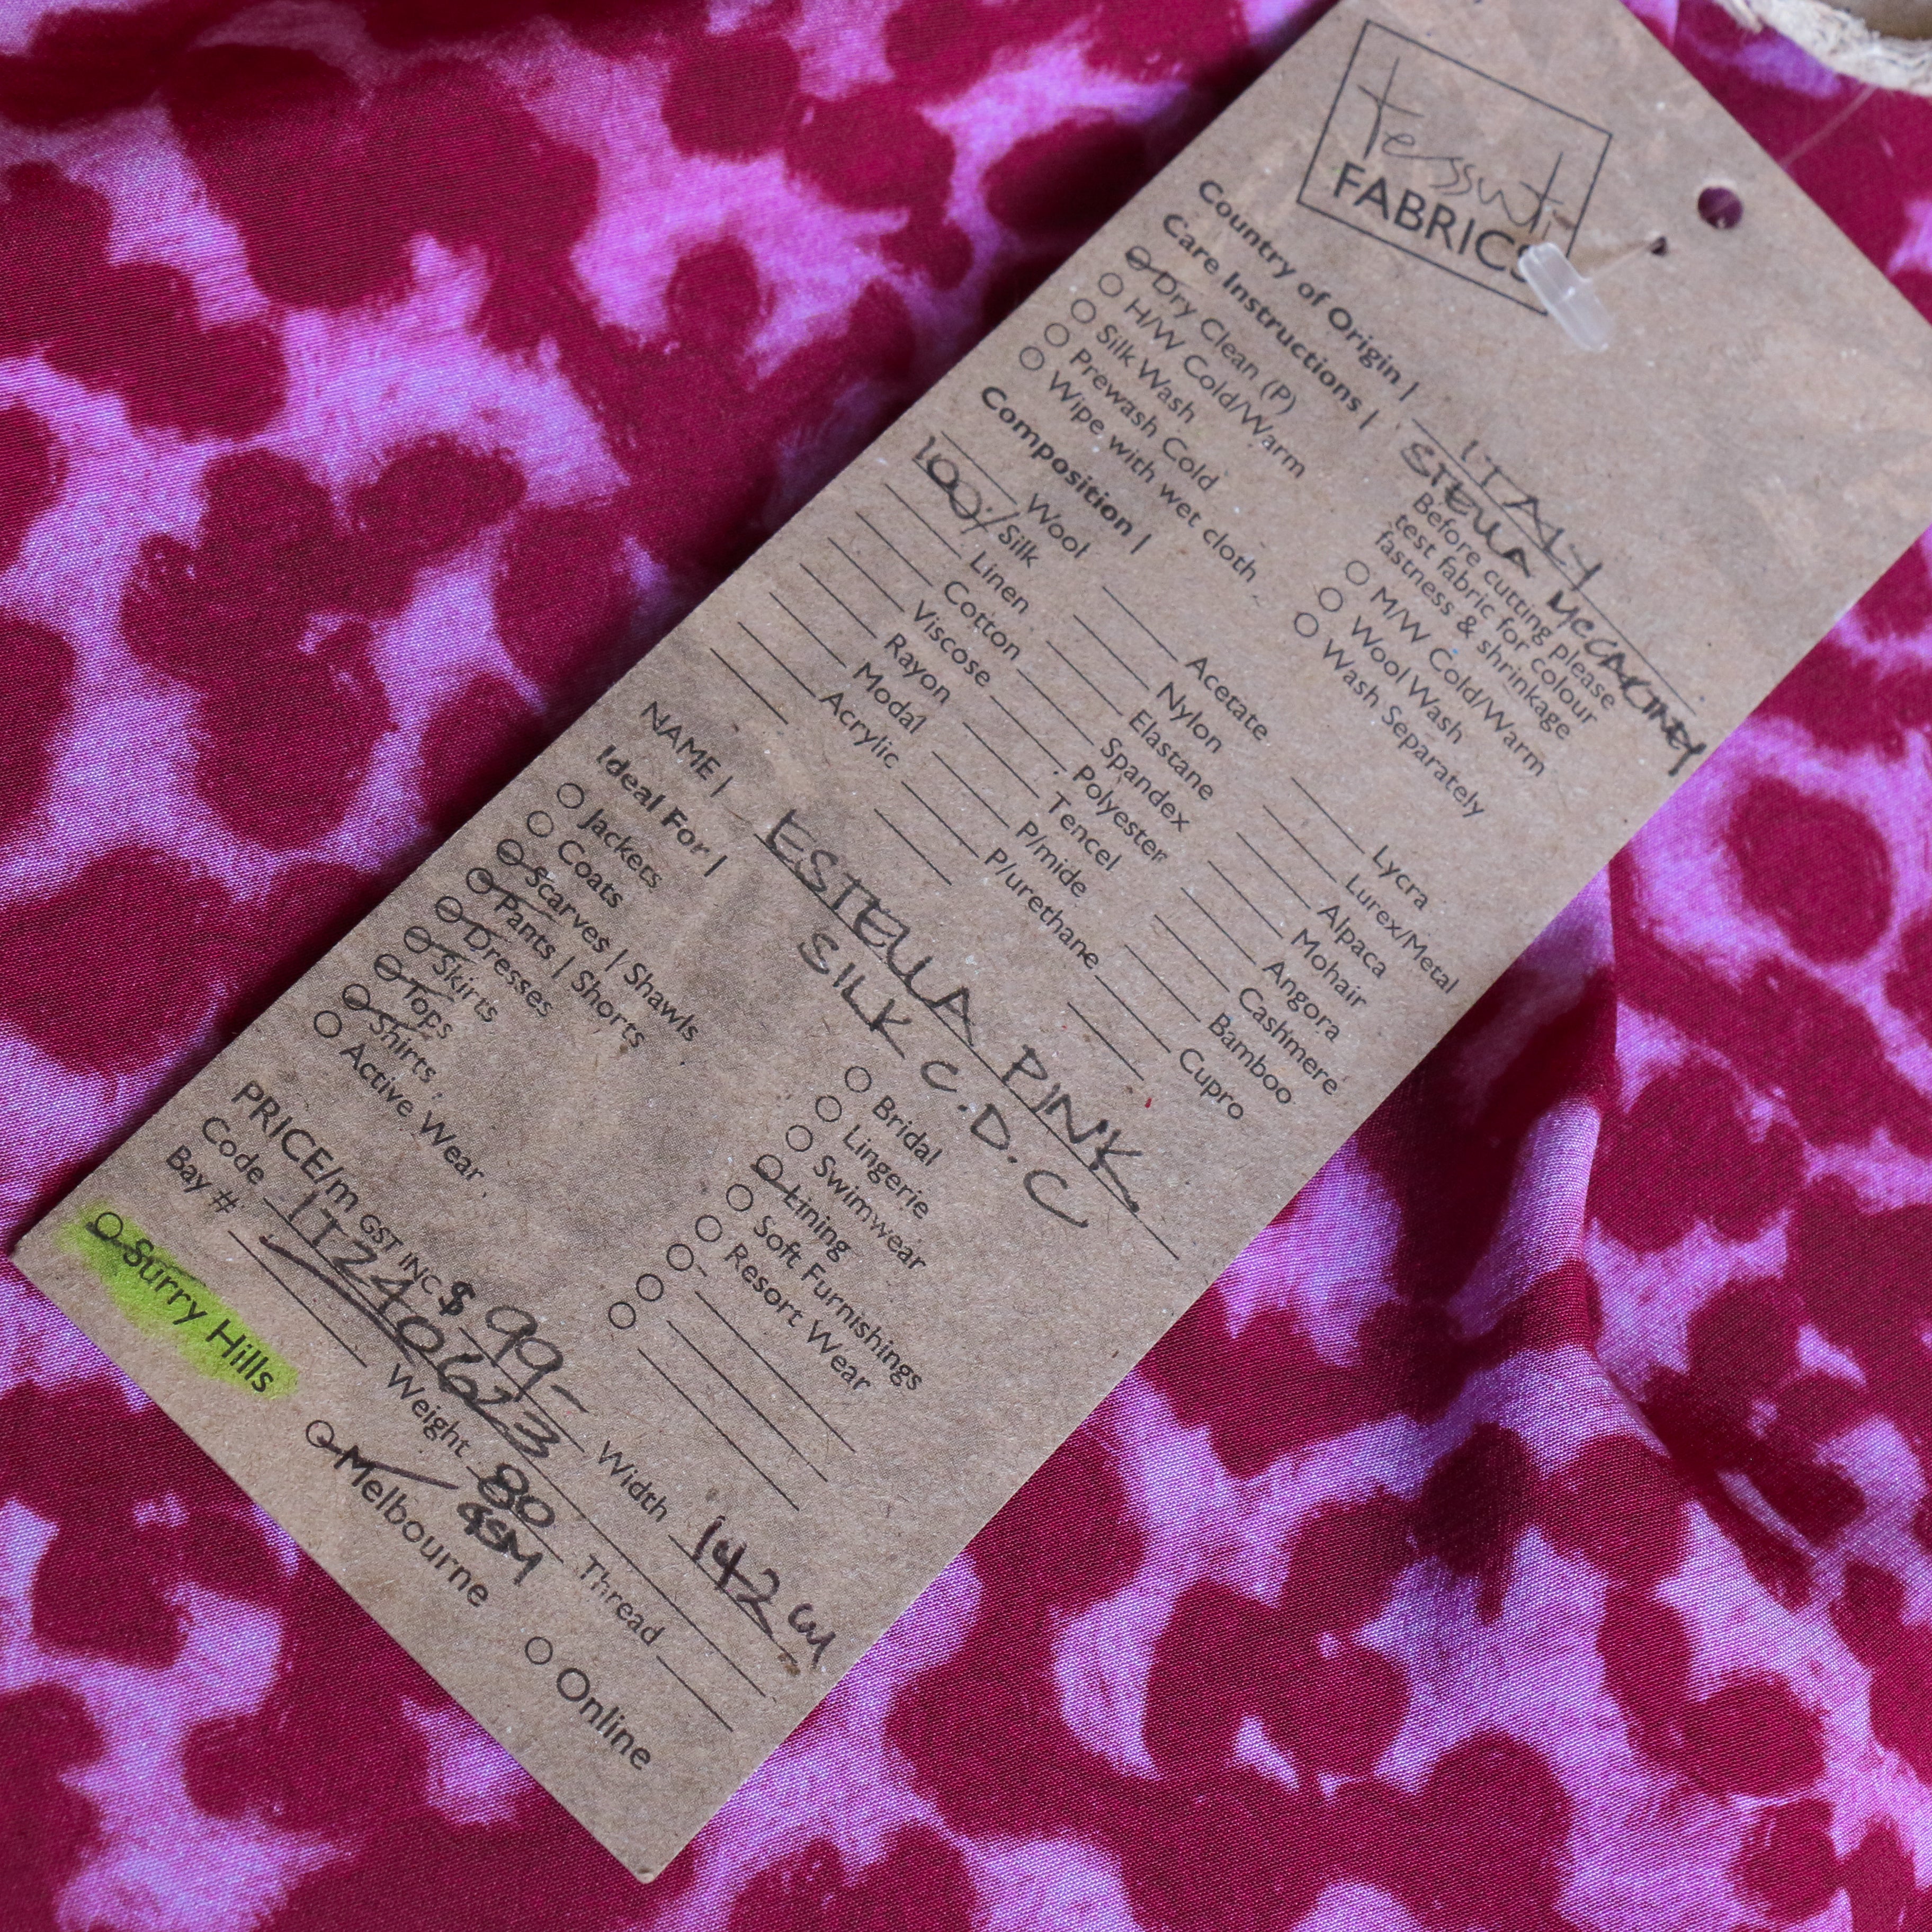 tessuti
FABRICS
Country of Origin | ITALY
STELLA McCARTNEY
Care Instructions |
Before cutting please
test fabric for colour
fastness & shrinkage
Dry Clean (P)
H/W Cold/Warm
Silk Wash
Prewash Cold
Wipe with wet cloth
M/W Cold/Warm
Wool Wash
Wash Separately
Composition |
Wool
100% Silk
Linen
Cotton
Viscose
Rayon
Modal
Acrylic
Acetate
Nylon
Elastane
Spandex
Polyester
Tencel
P/mide
P/urethane
Lycra
Lurex/Metal
Alpaca
Mohair
Angora
Cashmere
Bamboo
Cupro
NAME | ESTELLA PINK.
SILK C.D.C
Ideal For |
Jackets
Coats
Scarves | Shawls
Pants | Shorts
Dresses
Skirts
Tops
Shirts
Active Wear
Bridal
Lingerie
Swimwear
Lining
Soft Furnishings
Resort Wear
PRICE/m GST INC $ 99- Width 142 cm
Code IT240623 Thread
Bay # Weight 80
GSM
Surry Hills Melbourne Online